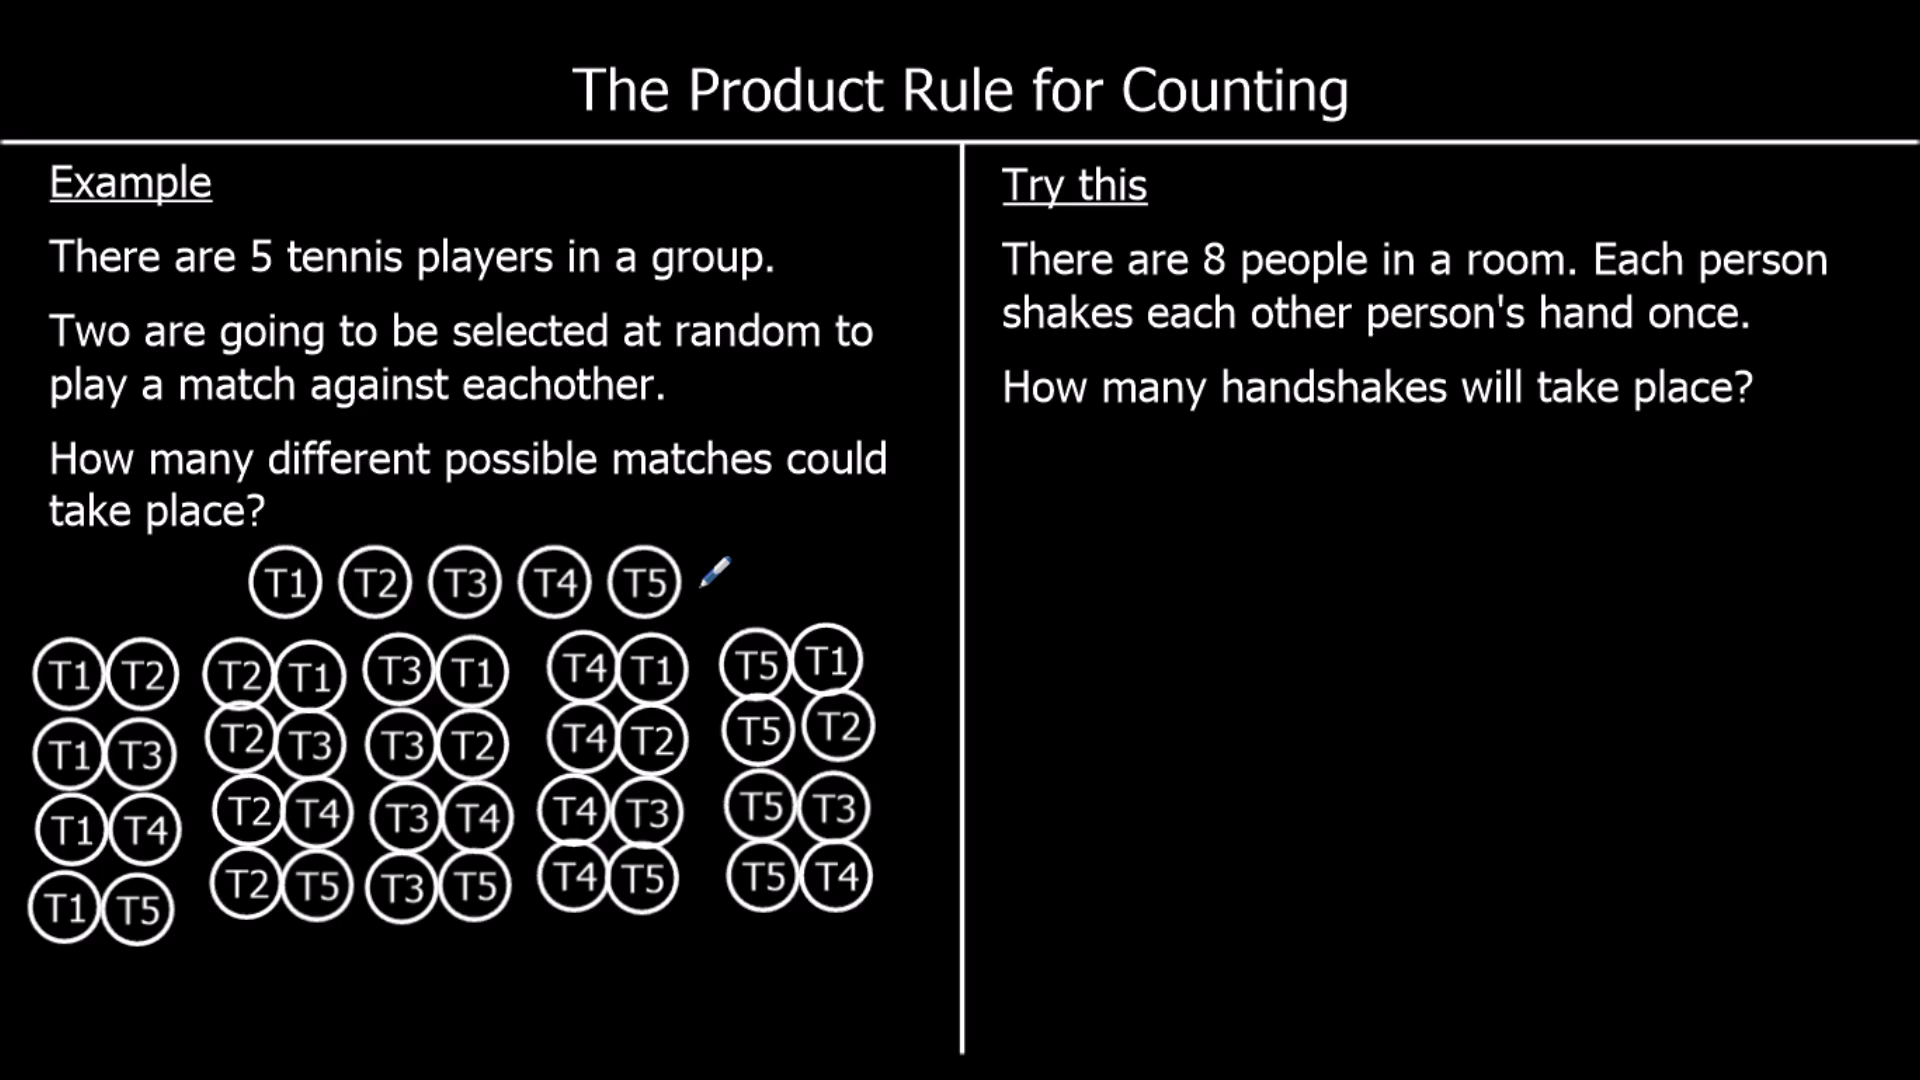 The Product Rule for Counting
Example
There are 5 tennis players in a group.
Two are going to be selected at random to
play a match against eachother.
How many different possible matches could
take place?
T1 T2 T3 T4 T5
T1 T2 T2 T1 T3 T1 T4 T1 T5 T1
T1 T3 T2 T3 T3 T2 T4 T2 T5 T2
T1 T4 T2 T4 T3 T4 T4 T3 T5 T3
T1 T5 T2 T5 T3 T5 T4 T5 T5 T4
Try this
There are 8 people in a room. Each person
shakes each other person's hand once.
How many handshakes will take place?